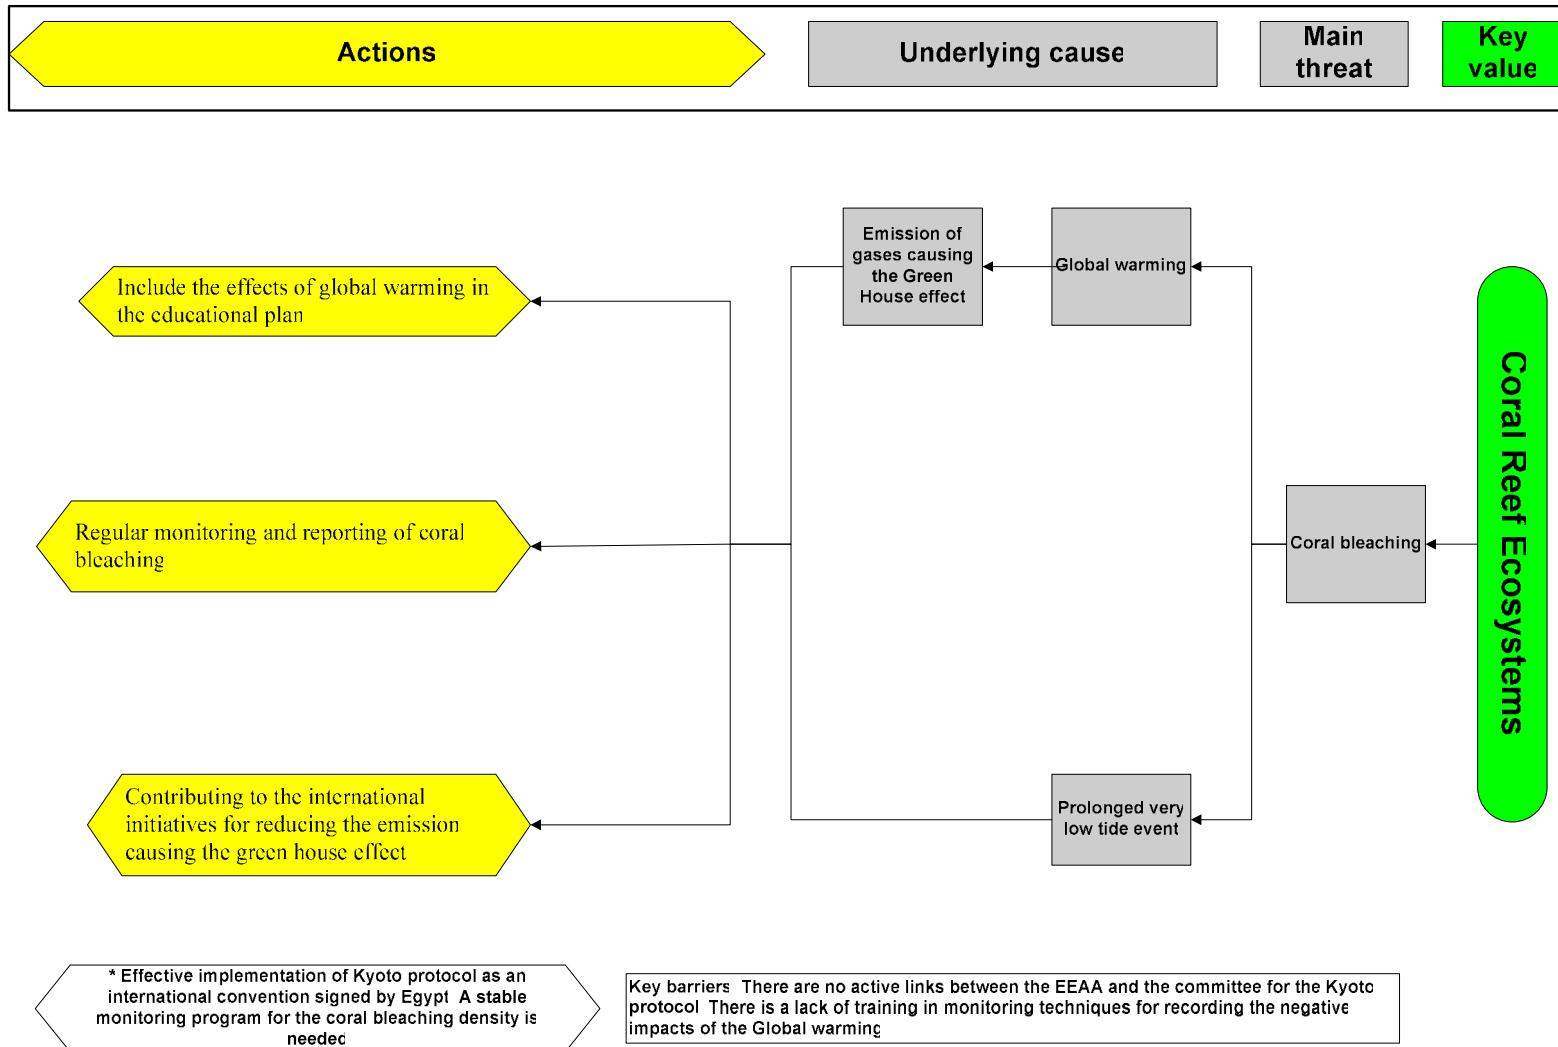 Actions
Underlying cause
Main
threat
Key
value
Emission of
gases causing
the Green
House effect
Global warming
Include the effects of global warming in
the educational plan
Regular monitoring and reporting of coral
bleaching
Coral bleaching
Coral Reef Ecosystems
Contributing to the international
initiatives for reducing the emission
causing the green house effect
Prolonged very
low tide event
* Effective implementation of Kyoto protocol as an
international convention signed by Egypt A stable
monitoring program for the coral bleaching density is
needed
Key barriers There are no active links between the EEAA and the committee for the Kyoto
protocol There is a lack of training in monitoring techniques for recording the negative
impacts of the Global warming